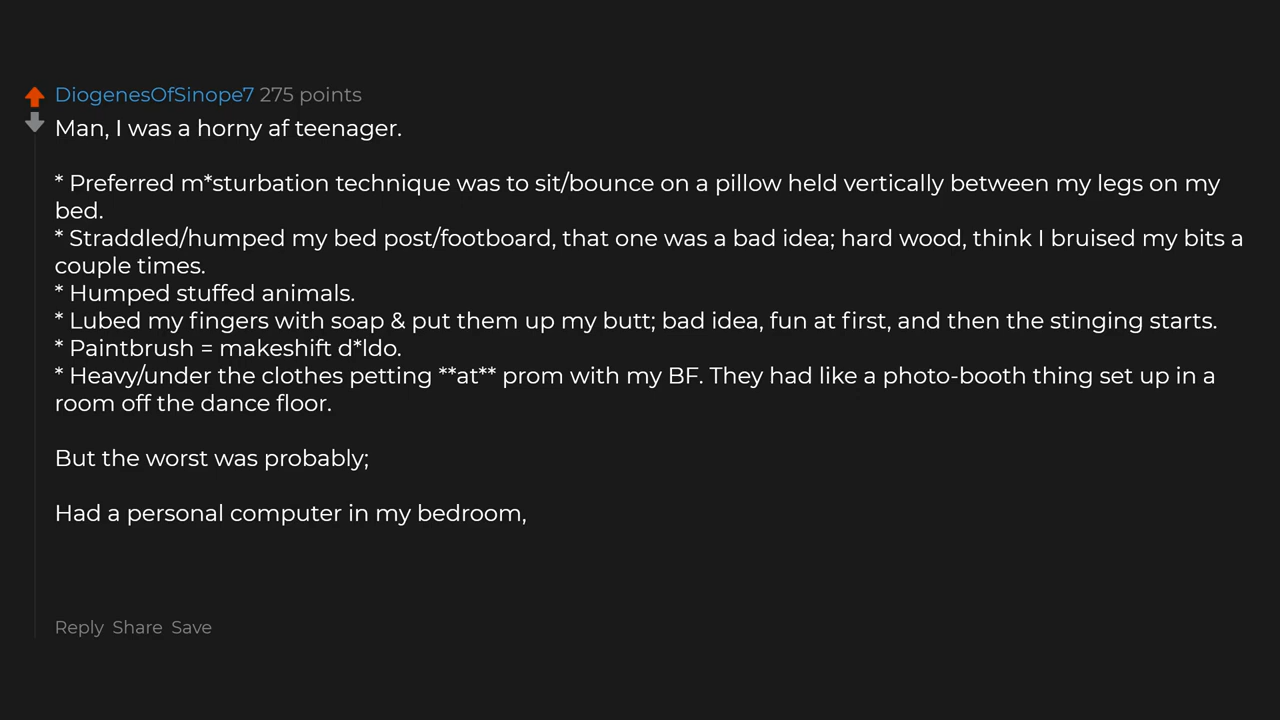 DiogenesOfSinope7 275 points
Man, I was a horny af teenager.
* Preferred m*sturbation technique was to sit/bounce on a pillow held vertically between my legs on my
bed.
* Straddled/humped my bed post/footboard, that one was a bad idea; hard wood, think I bruised my bits a
couple times.
* Humped stuffed animals.
* Lubed my fingers with soap & put them up my butt; bad idea, fun at first, and then the stinging starts.
* Paintbrush = makeshift d*ldo.
* Heavy/under the clothes petting **at** prom with my BF. They had like a photo-booth thing set up in a
room off the dance floor.
But the worst was probably;
Had a personal computer in my bedroom,
Reply Share Save